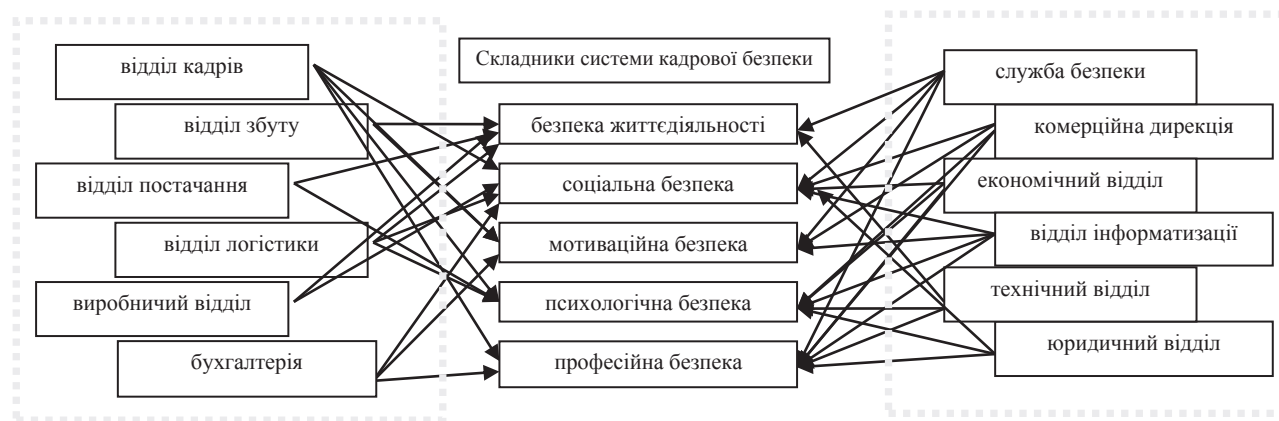 відділ кадрів
відділ збуту
відділ постачання
відділ логістики
виробничий відділ
бухгалтерія
Складники системи кадрової безпеки
безпека життєдіяльності
соціальна безпека
мотиваційна безпека
психологічна безпека
професійна безпека
служба безпеки
комерційна дирекція
економічний відділ
відділ інформатизації
технічний відділ
юридичний відділ